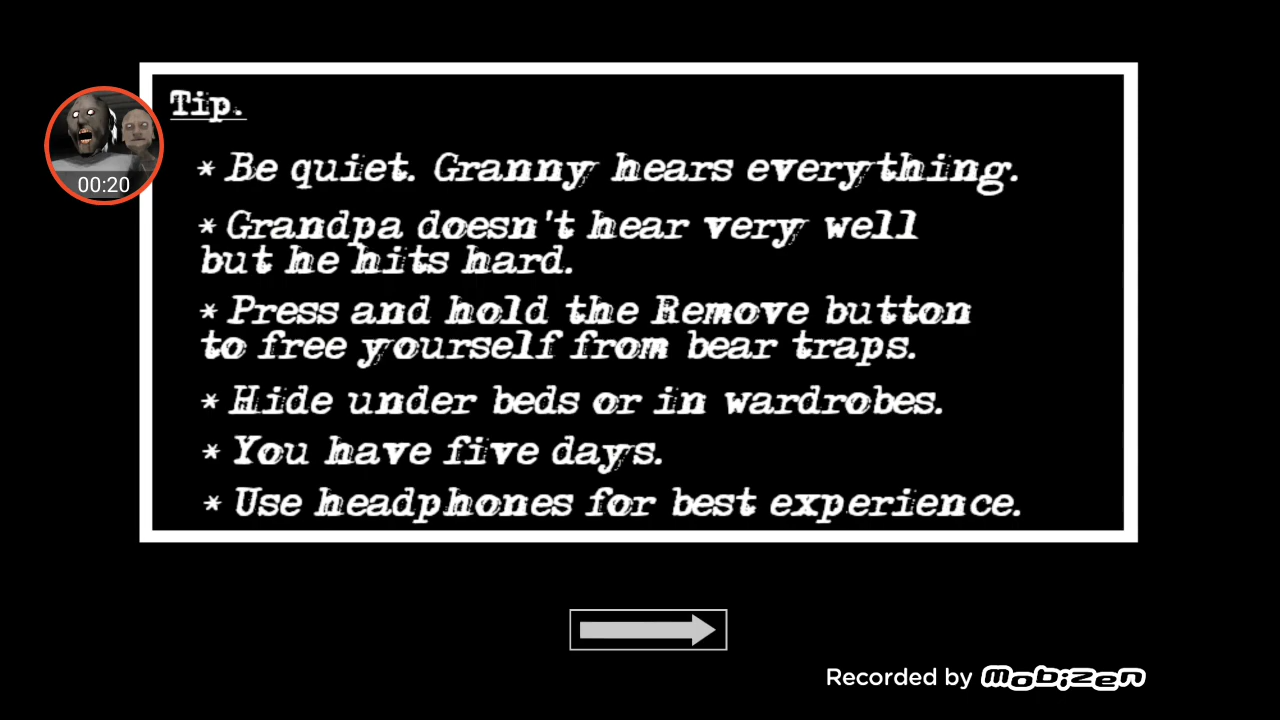 Tip.
00:20
* Be quiet. Granny hears everything.
* Grandpa doesn't hear very well
but he hits hard.
* Press and hold the Remove button
to free yourself from bear traps.
* Hide under beds or in wardrobes.
* You have five days.
* Use headphones for best experience.
Recorded by mobizen